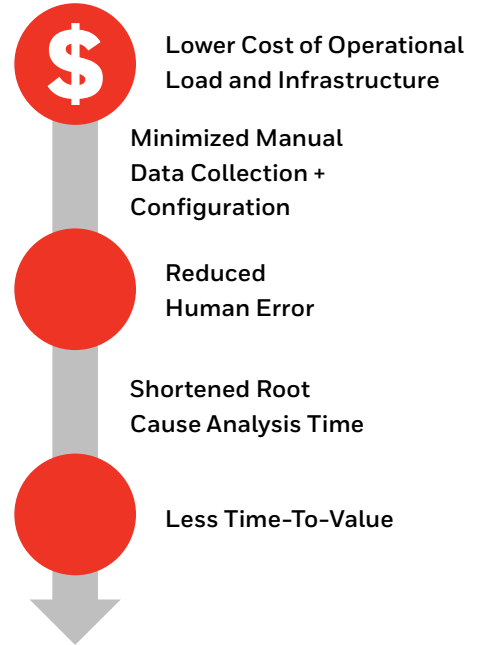 $
Lower Cost of Operational
Load and Infrastructure
Minimized Manual
Data Collection +
Configuration
Reduced
Human Error
Shortened Root
Cause Analysis Time
Less Time-To-Value